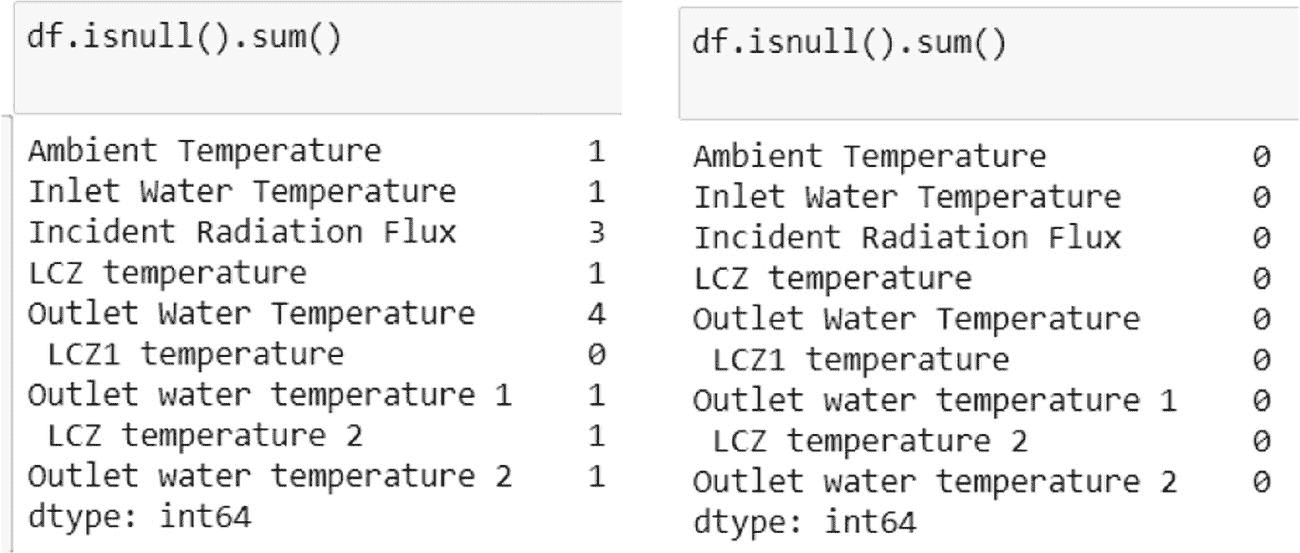 df.isnull().sum()
Ambient Temperature 1
Inlet Water Temperature 1
Incident Radiation Flux 3
LCZ temperature 1
Outlet Water Temperature 4
LCZ1 temperature 0
Outlet water temperature 1 1
LCZ temperature 2 1
Outlet water temperature 2 1
dtype: int64
df.isnull().sum()
Ambient Temperature 0
Inlet Water Temperature 0
Incident Radiation Flux 0
LCZ temperature 0
Outlet Water Temperature 0
LCZ1 temperature 0
Outlet water temperature 1 0
LCZ temperature 2 0
Outlet water temperature 2 0
dtype: int64